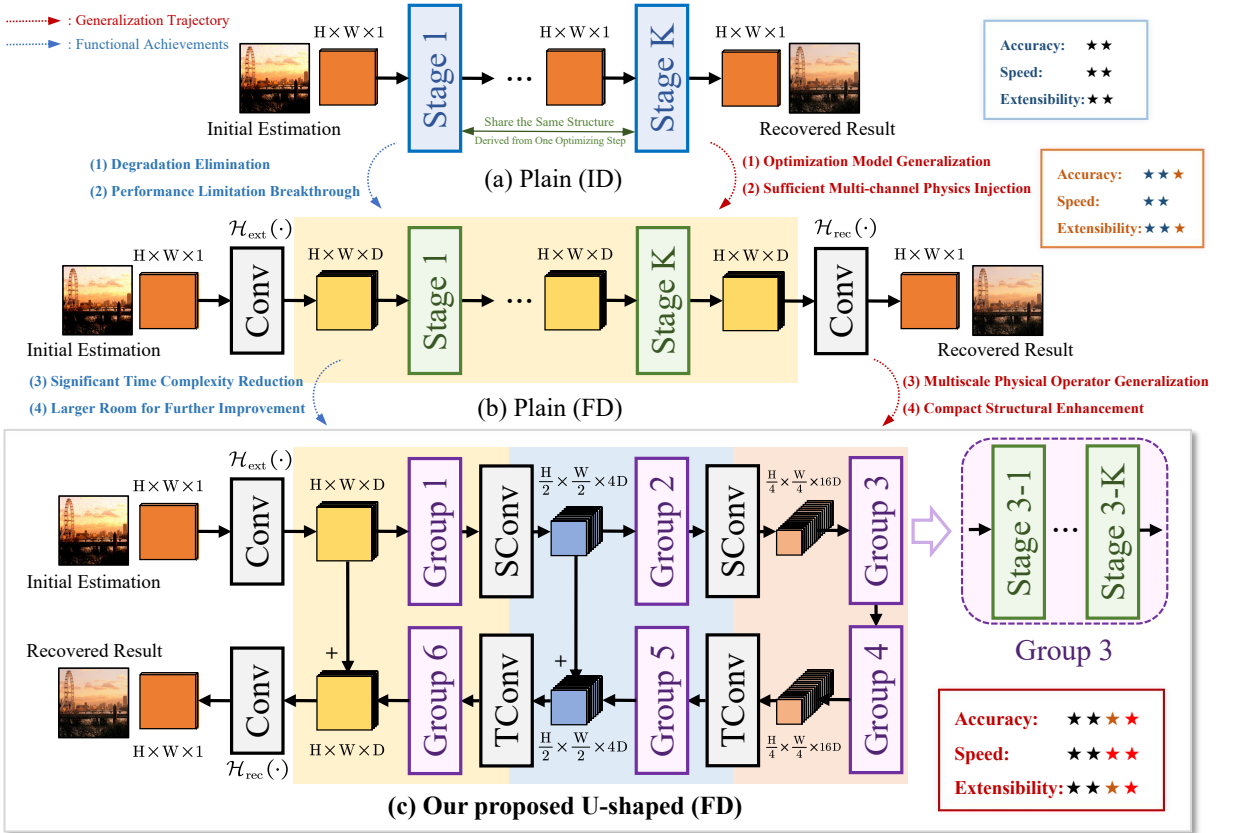 : Generalization Trajectory
: Functional Achievements
H×W×1
Stage 1
...
H×W×1
Stage K
H×W×1
Initial Estimation
Share the Same Structure
Derived from One Optimizing Step
Recovered Result
Accuracy: ★★
Speed: ★★
Extensibility: ★★
(1) Degradation Elimination
(2) Performance Limitation Breakthrough
(a) Plain (ID)
(1) Optimization Model Generalization
(2) Sufficient Multi-channel Physics Injection
Accuracy: ★★★
Speed: ★★
Extensibility: ★★★
H×W×1
ℋext(·)
Conv
H×W×D
Stage 1
...
H×W×D
Stage K
H×W×D
ℋrec(·)
Conv
H×W×1
Initial Estimation
Recovered Result
(3) Significant Time Complexity Reduction
(4) Larger Room for Further Improvement
(b) Plain (FD)
(3) Multiscale Physical Operator Generalization
(4) Compact Structural Enhancement
H×W×1
ℋext(·)
Conv
H×W×D
Group 1
SConv
H/2 × W/2 ×4D
Group 2
SConv
H/4 × W/4 ×16D
Group 3
Stage 3-1
...
Stage 3-K
Initial Estimation
Group 3
Recovered Result
H×W×1
Conv
ℋrec(·)
+
H×W×D
Group 6
TConv
+
H/2 × W/2 ×4D
Group 5
TConv
H/4 × W/4 ×16D
Group 4
(c) Our proposed U-shaped (FD)
Accuracy: ★★★★
Speed: ★★★★
Extensibility: ★★★★